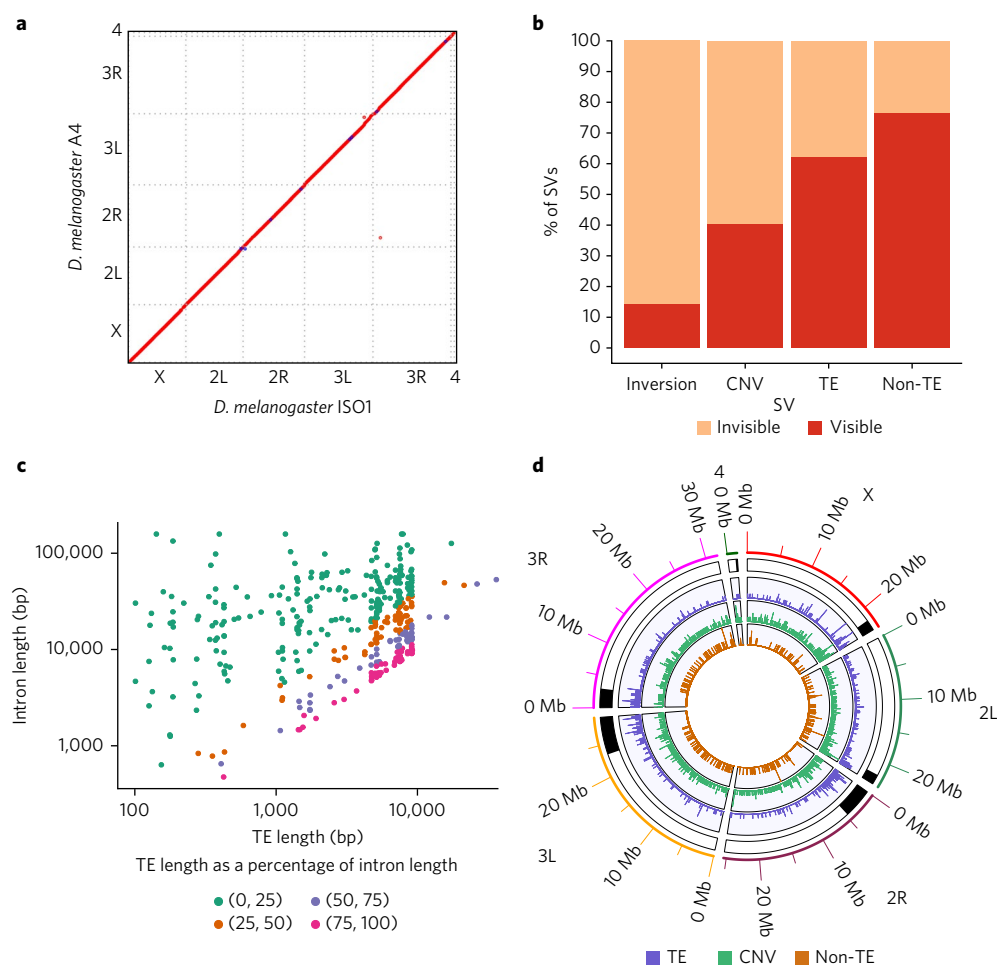 a
4
3R
3L
2R
2L
X
D. melanogaster A4
X 2L 2R 3L 3R 4
D. melanogaster ISO1
b
100
90
80
70
60
50
40
30
20
10
0
% of SVs
Inversion CNV TE Non-TE
SV
Invisible Visible
c
100,000
10,000
1,000
Intron length (bp)
100 1,000 10,000
TE length (bp)
TE length as a percentage of intron length
(0, 25) (50, 75)
(25, 50) (75, 100)
d
4
0 Mb
0 Mb
X
10 Mb
20 Mb
0 Mb
10 Mb
2L
20 Mb
0 Mb
10 Mb
2R
20 Mb
0 Mb
10 Mb
3L
20 Mb
0 Mb
10 Mb
3R
20 Mb
30 Mb
TE CNV Non-TE